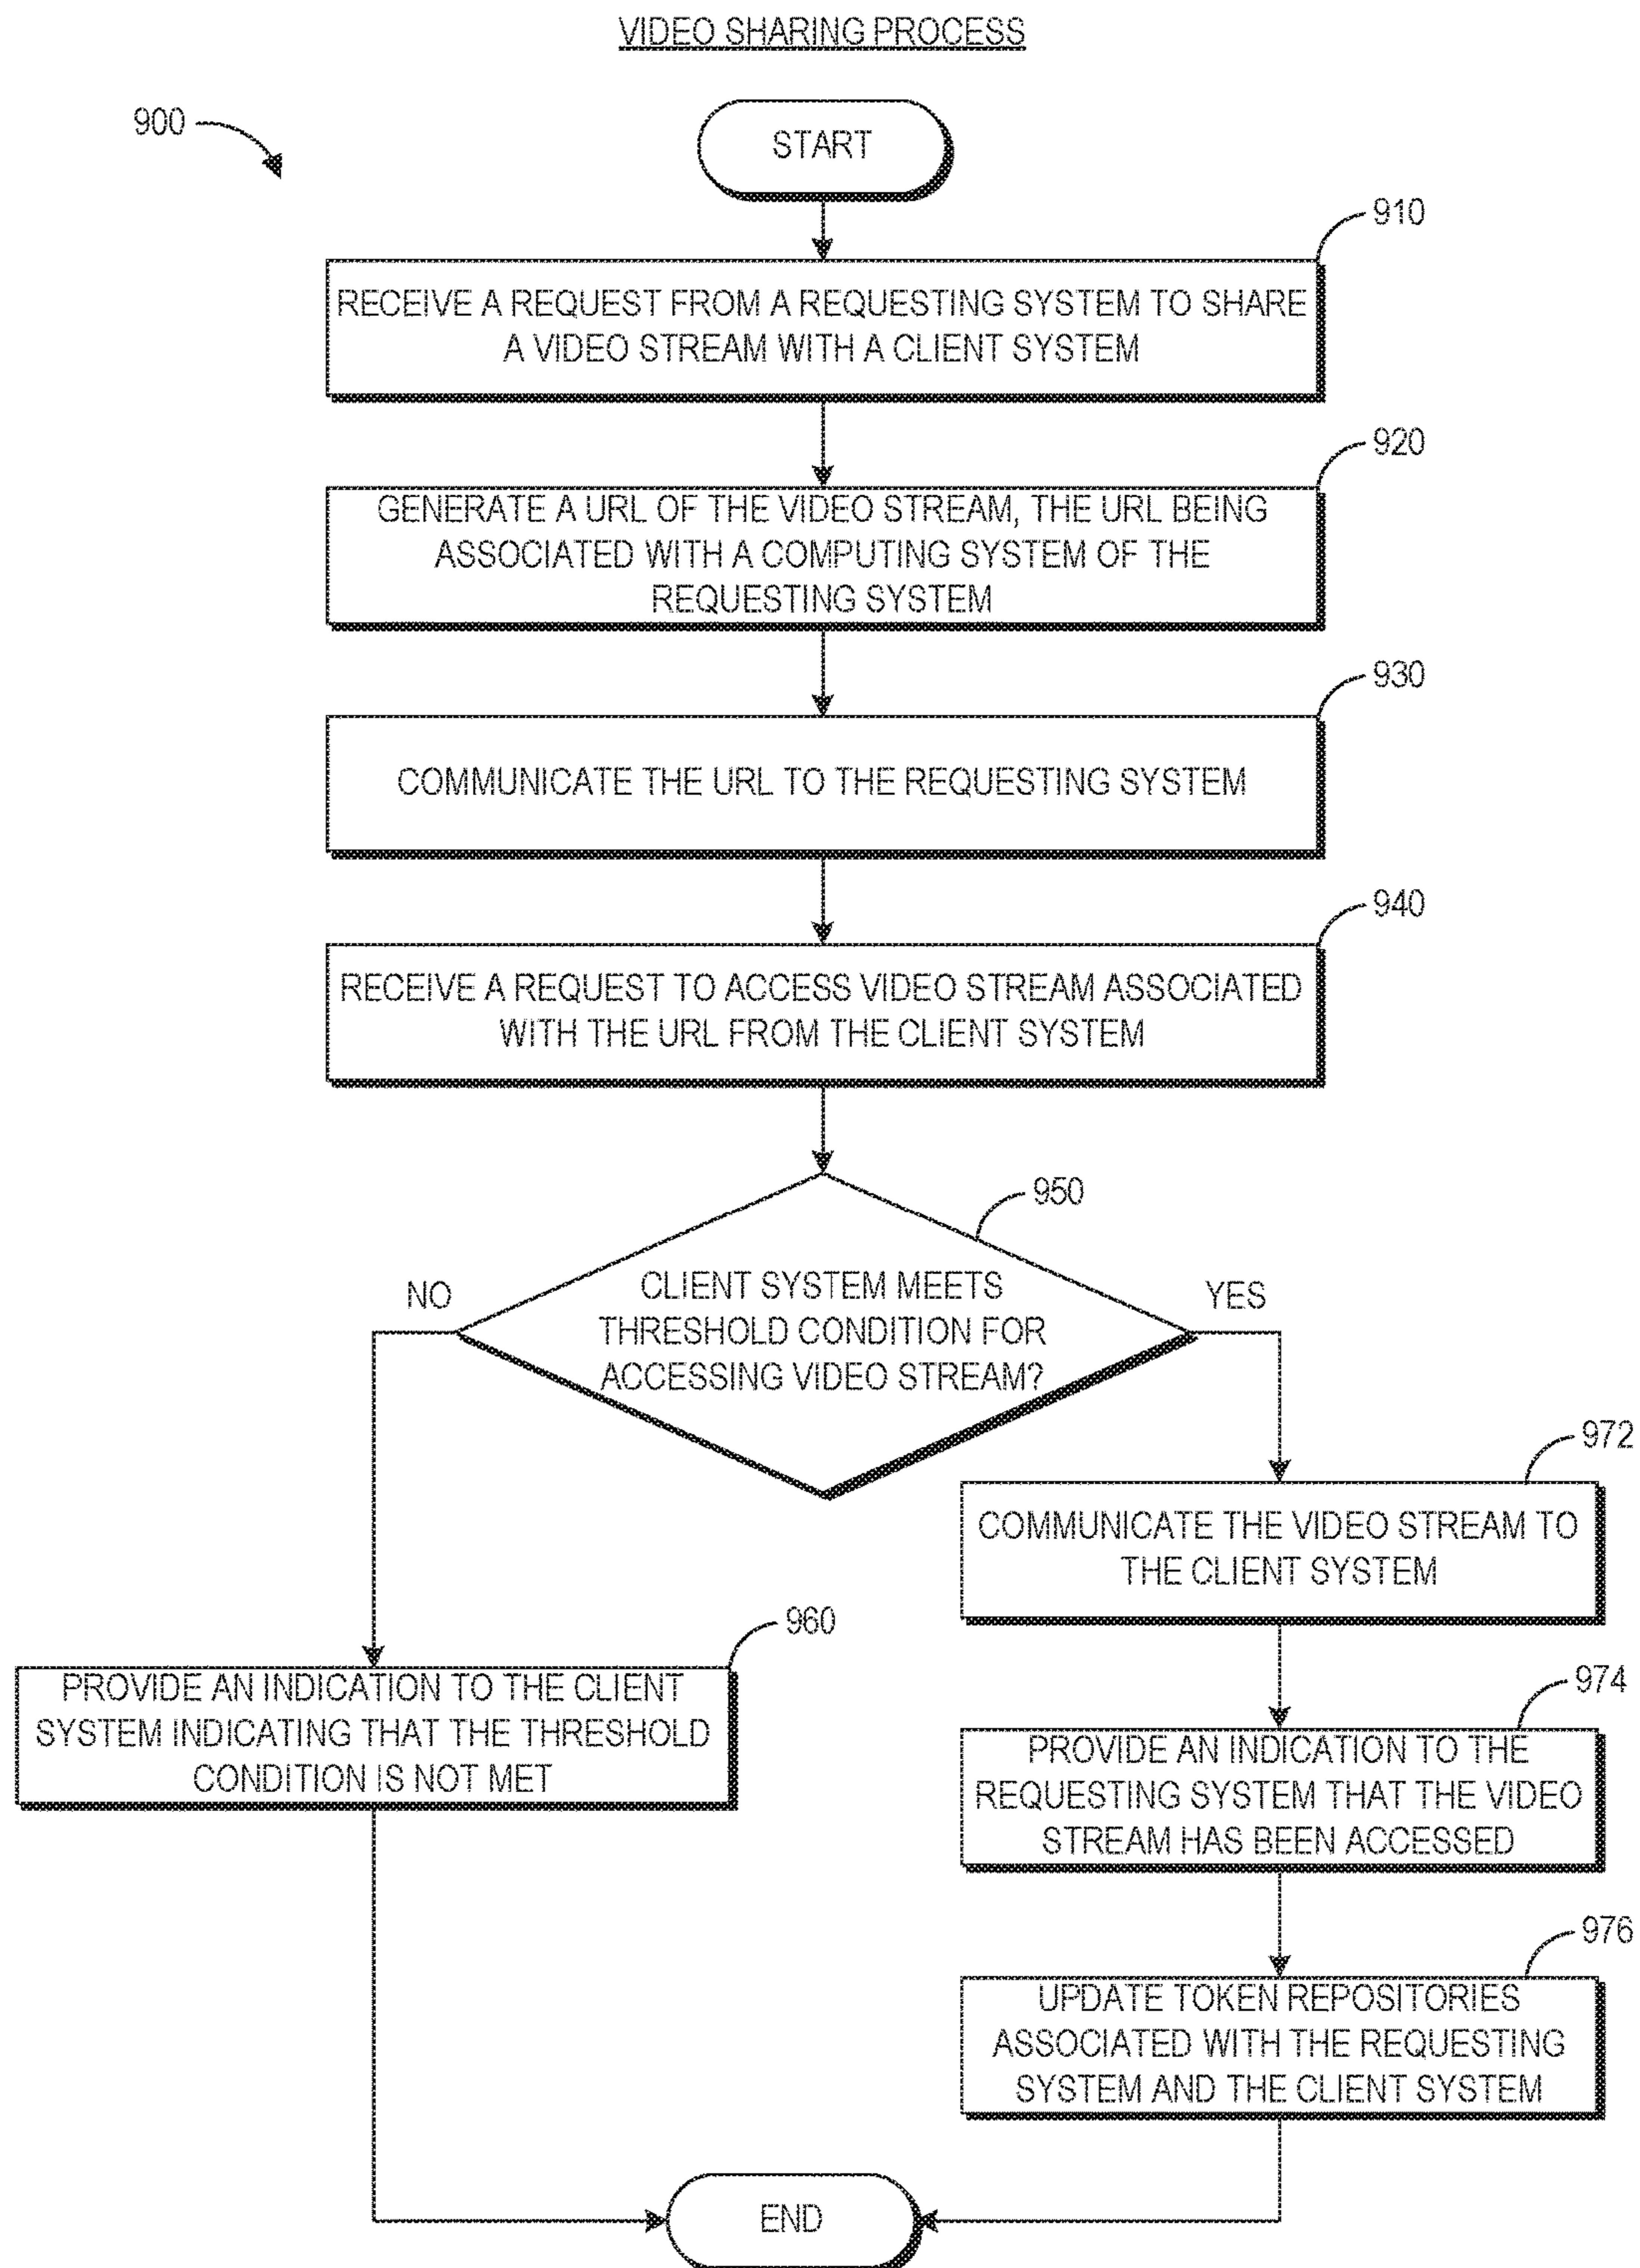 VIDEO SHARING PROCESS
900
START
910
RECEIVE A REQUEST FROM A REQUESTING SYSTEM TO SHARE
A VIDEO STREAM WITH A CLIENT SYSTEM
920
GENERATE A URL OF THE VIDEO STREAM, THE URL BEING
ASSOCIATED WITH A COMPUTING SYSTEM OF THE
REQUESTING SYSTEM
930
COMMUNICATE THE URL TO THE REQUESTING SYSTEM
940
RECEIVE A REQUEST TO ACCESS VIDEO STREAM ASSOCIATED
WITH THE URL FROM THE CLIENT SYSTEM
950
CLIENT SYSTEM MEETS
THRESHOLD CONDITION FOR
ACCESSING VIDEO STREAM?
NO
YES
972
COMMUNICATE THE VIDEO STREAM TO
THE CLIENT SYSTEM
960
PROVIDE AN INDICATION TO THE CLIENT
SYSTEM INDICATING THAT THE THRESHOLD
CONDITION IS NOT MET
974
PROVIDE AN INDICATION TO THE
REQUESTING SYSTEM THAT THE VIDEO
STREAM HAS BEEN ACCESSED
976
UPDATE TOKEN REPOSITORIES
ASSOCIATED WITH THE REQUESTING
SYSTEM AND THE CLIENT SYSTEM
END